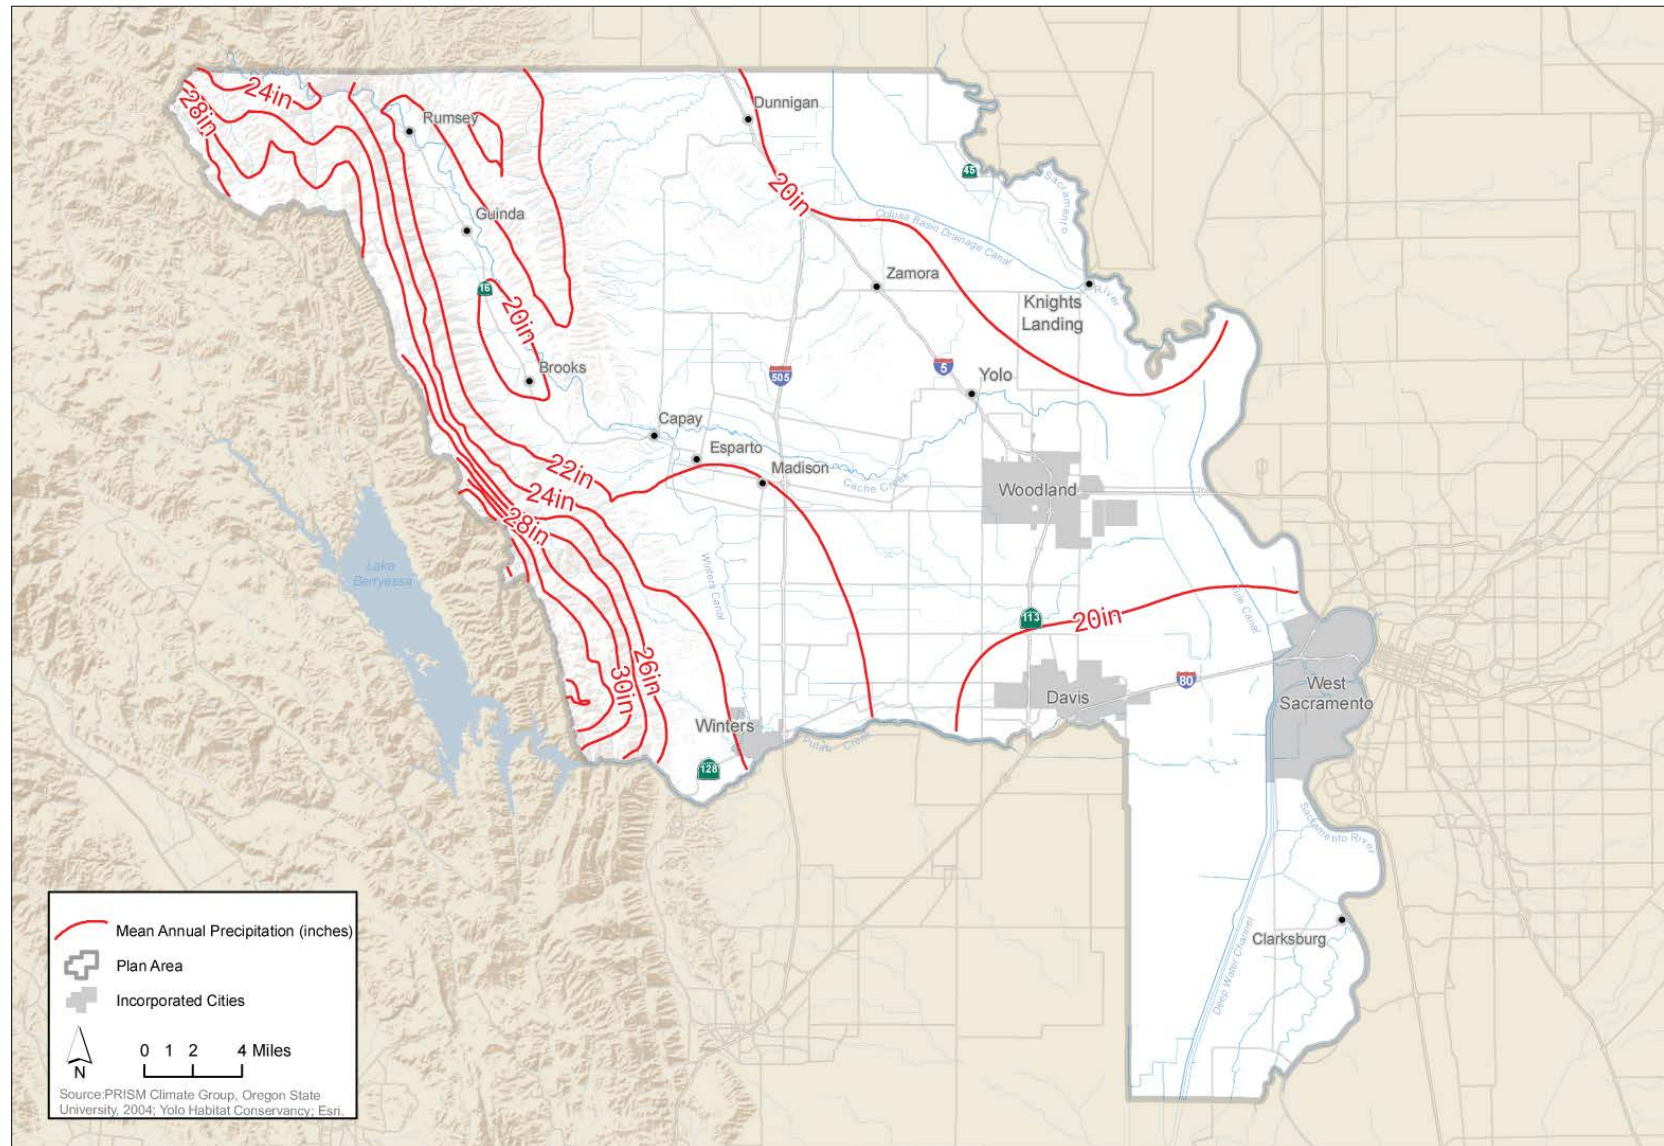 24in
28in
Rumsey
Dunnigan
45
Sacramento
River
20in
Guinda
Colusa Basin Drainage Canal
Zamora
16
20in
Knights
Landing
Brooks
505
5
Yolo
Capay
Esparto
22in
Madison
24in
Cache Creek
Woodland
28in
Winters Canal
Lake
Berryessa
Tule Canal
113
20in
26in
30in
80
Davis
West
Sacramento
Winters
Putah Creek
128
Sacramento River
Deep Water Channel
Clarksburg
Mean Annual Precipitation (inches)
Plan Area
Incorporated Cities
N
0 1 2 4 Miles
Source:PRISM Climate Group, Oregon State
University, 2004; Yolo Habitat Conservancy; Esri.